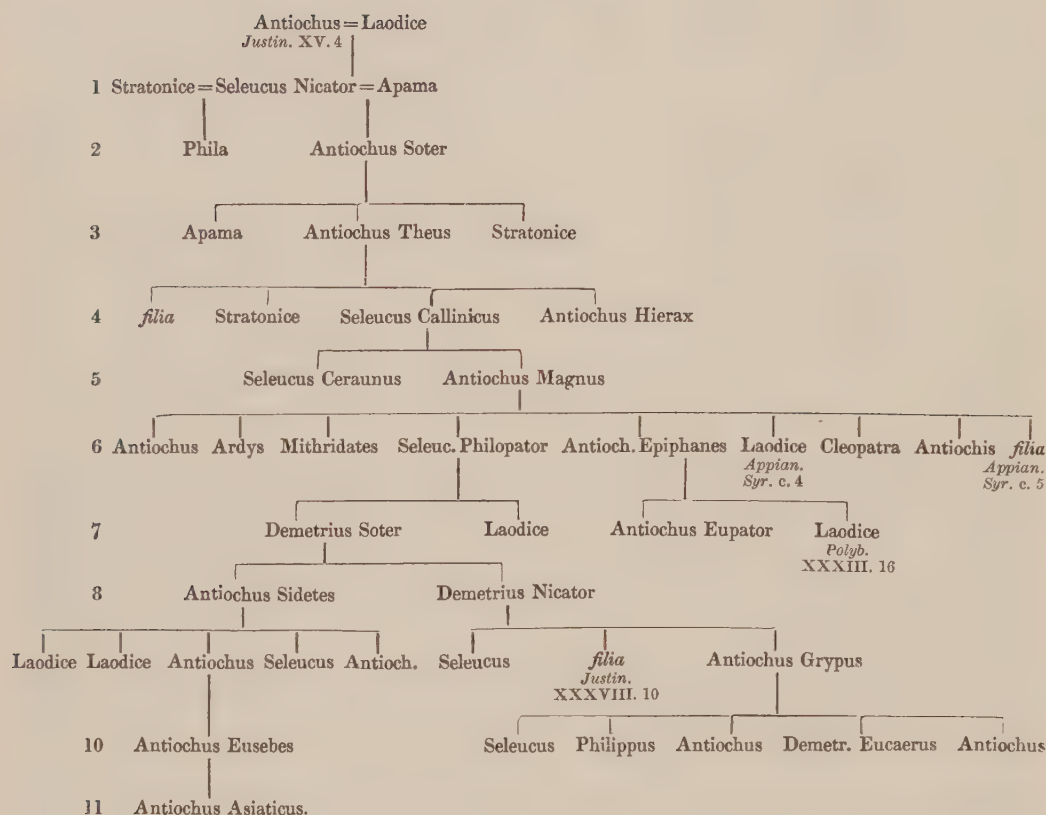 Antiochus=Laodice
Justin. XV. 4
1 Stratonice=Seleucus Nicator=Apama
2 Phila Antiochus Soter
3 Apama Antiochus Theus Stratonice
4 filia Stratonice Seleucus Callinicus Antiochus Hierax
5 Seleucus Ceraunus Antiochus Magnus
6 Antiochus Ardys Mithridates Seleuc. Philopator Antioch. Epiphanes Laodice Cleopatra Antiochis filia
Appian. Appian.
Syr. c. 4 Syr. c. 5
7 Demetrius Soter Laodice Antiochus Eupator Laodice
Polyb.
XXXIII. 16
8 Antiochus Sidetes Demetrius Nicator
Laodice Laodice Antiochus Seleucus Antioch. Seleucus filia Antiochus Grypus
Justin.
XXXVIII. 10
10 Antiochus Eusebes Seleucus Philippus Antiochus Demetr. Eucaerus Antiochus
11 Antiochus Asiaticus.